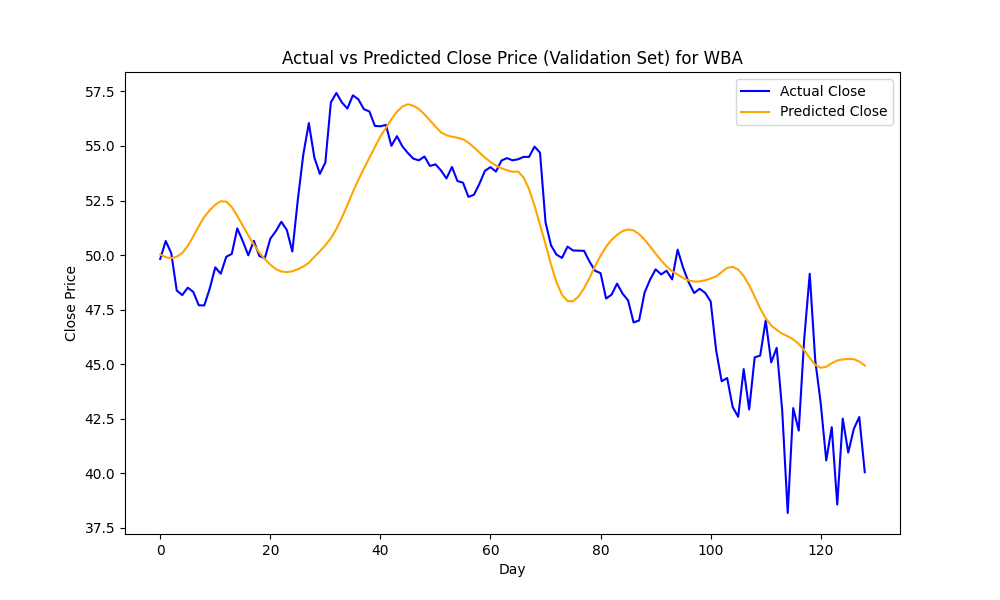 Actual vs Predicted Close Price (Validation Set) for WBA
Actual Close
Predicted Close
Close Price
57.5
55.0
52.5
50.0
47.5
45.0
42.5
40.0
37.5
0 20 40 60 80 100 120
Day